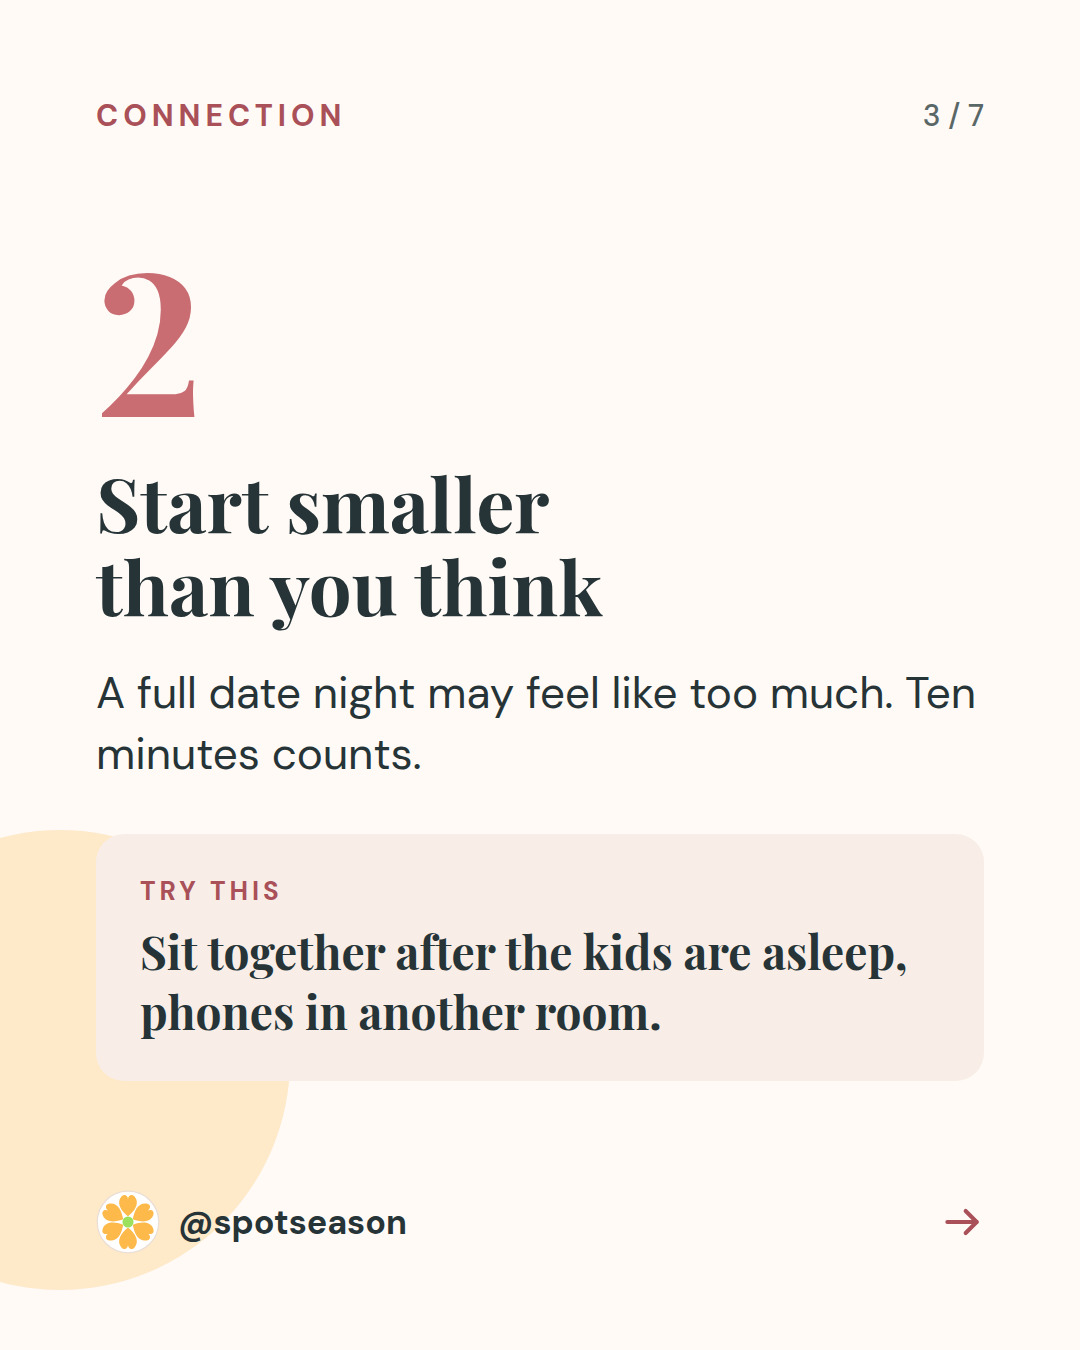 CONNECTION
3 / 7
2
Start smaller
than you think
A full date night may feel like too much. Ten
minutes counts.
TRY THIS
Sit together after the kids are asleep,
phones in another room.
@spotseason